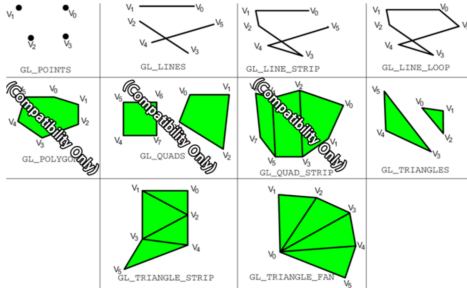 V₁ V₀
V₂ V₃
GL_POINTS
V₁ V₀
V₂ V₅
V₄ V₃
GL_LINES
V₁ V₀
V₂ V₅
V₄ V₃
GL_LINE_STRIP
V₁ V₀
V₂ V₅
V₄ V₃
GL_LINE_LOOP
V₀ V₁
V₂
V₄ V₃
(Compatibility Only)
GL_POLYGON
V₅ V₀ V₁
V₄ V₂
(Compatibility Only)
GL_QUADS
V₂ V₀
V₇ V₁
V₅ V₃
(Compatibility Only)
GL_QUAD_STRIP
V₅ V₀ V₁
V₄ V₂
V₃
GL_TRIANGLES
V₁ V₀
V₂
V₃ V₄
V₅
GL_TRIANGLE_STRIP
V₁ V₂
V₃
V₀ V₄
V₅
GL_TRIANGLE_FAN